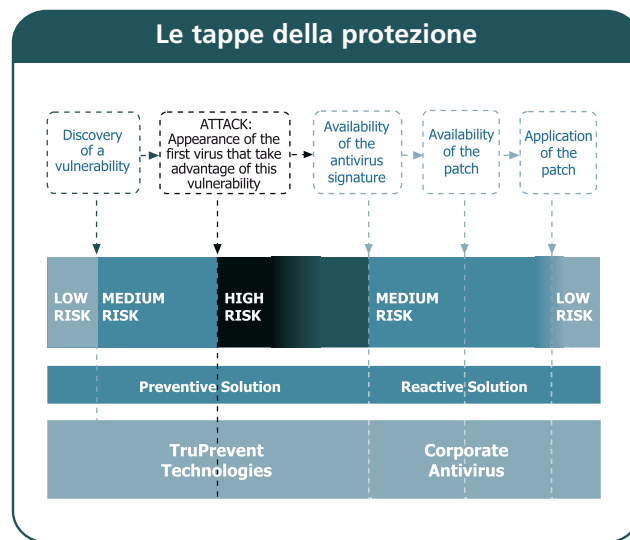 Le tappe della protezione
Discovery
of a
vulnerability
ATTACK:
Appearance of the
first virus that take
advantage of this
vulnerability
Availability
of the
antivirus
signature
Availability
of the
patch
Application
of the
patch
LOW
RISK
MEDIUM
RISK
HIGH
RISK
MEDIUM
RISK
LOW
RISK
Preventive Solution
Reactive Solution
TruPrevent
Technologies
Corporate
Antivirus